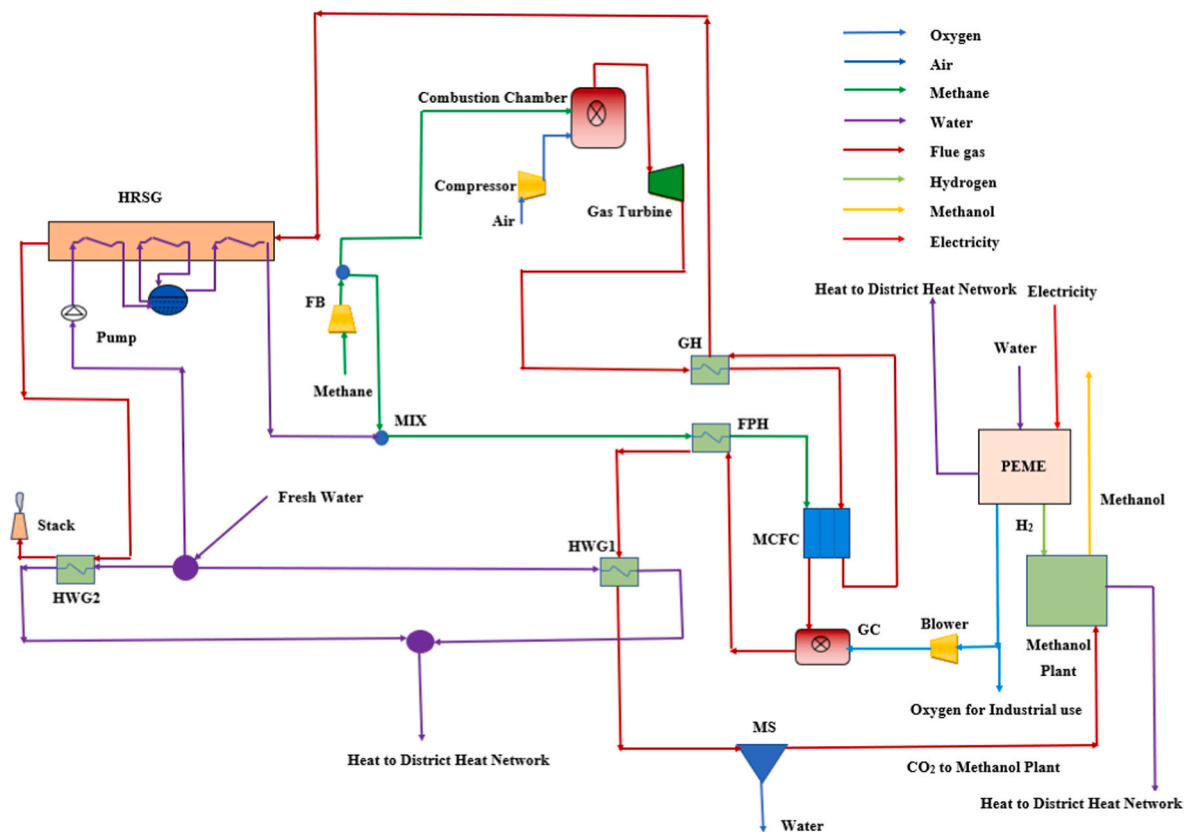 Oxygen
Air
Methane
Water
Flue gas
Hydrogen
Methanol
Electricity
Combustion Chamber
Compressor
Air
Gas Turbine
HRSG
FB
Pump
Methane
MIX
GH
FPH
Heat to District Heat Network
Electricity
Water
PEME
Methanol
H2
Fresh Water
Stack
HWG2
HWG1
MCFC
GC
Blower
Methanol
Plant
Oxygen for Industrial use
MS
Heat to District Heat Network
CO2 to Methanol Plant
Heat to District Heat Network
Water